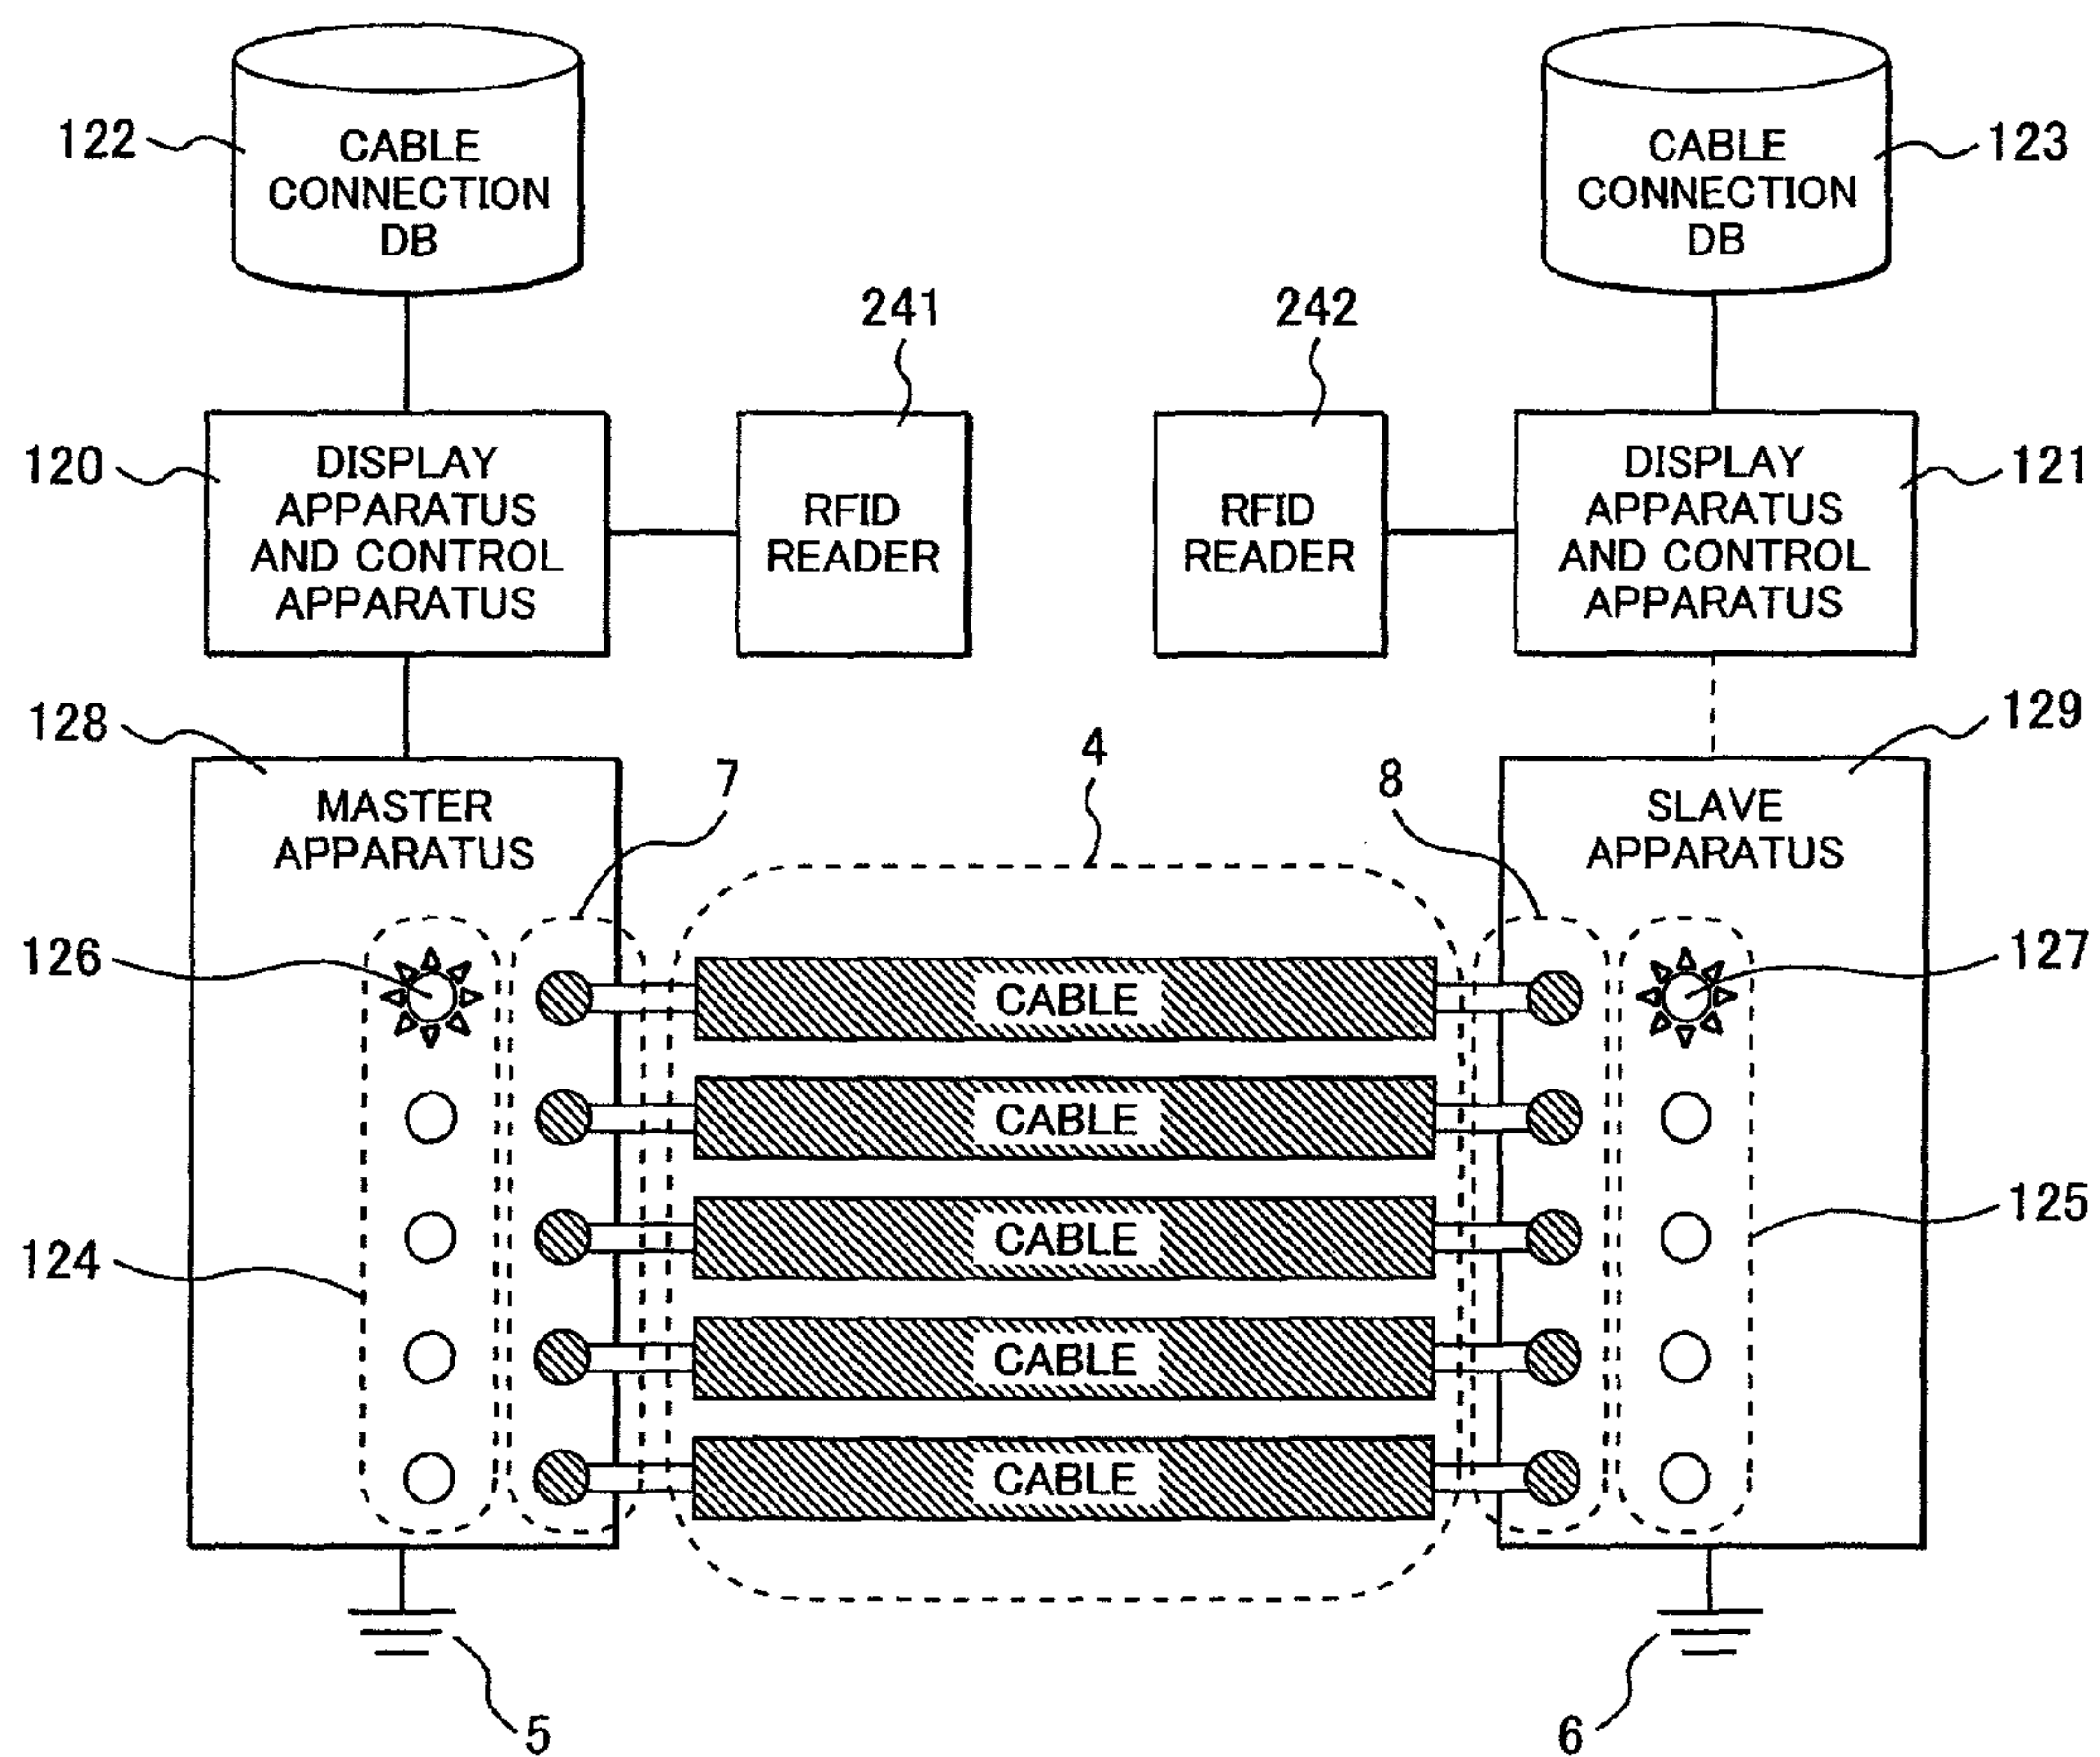 122
CABLE
CONNECTION
DB
CABLE
CONNECTION
DB
123
241
242
120
DISPLAY
APPARATUS
AND CONTROL
APPARATUS
RFID
READER
RFID
READER
DISPLAY
APPARATUS
AND CONTROL
APPARATUS
121
128
MASTER
APPARATUS
7
4
8
SLAVE
APPARATUS
129
126
CABLE
127
CABLE
CABLE
125
124
CABLE
CABLE
5
6